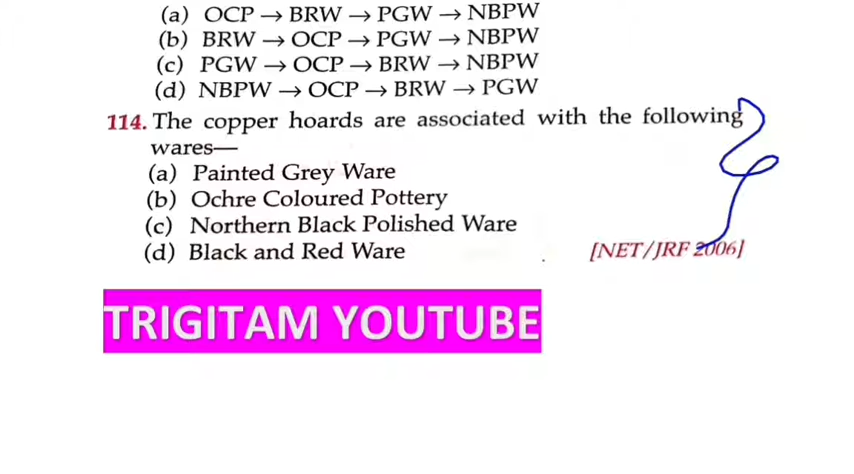 (a) OCP → BRW → PGW → NBPW
(b) BRW → OCP → PGW → NBPW
(c) PGW → OCP → BRW → NBPW
(d) NBPW → OCP → BRW → PGW
114. The copper hoards are associated with the following
wares—
(a) Painted Grey Ware
(b) Ochre Coloured Pottery
(c) Northern Black Polished Ware
(d) Black and Red Ware [NET/JRF 2006]
TRIGITAM YOUTUBE